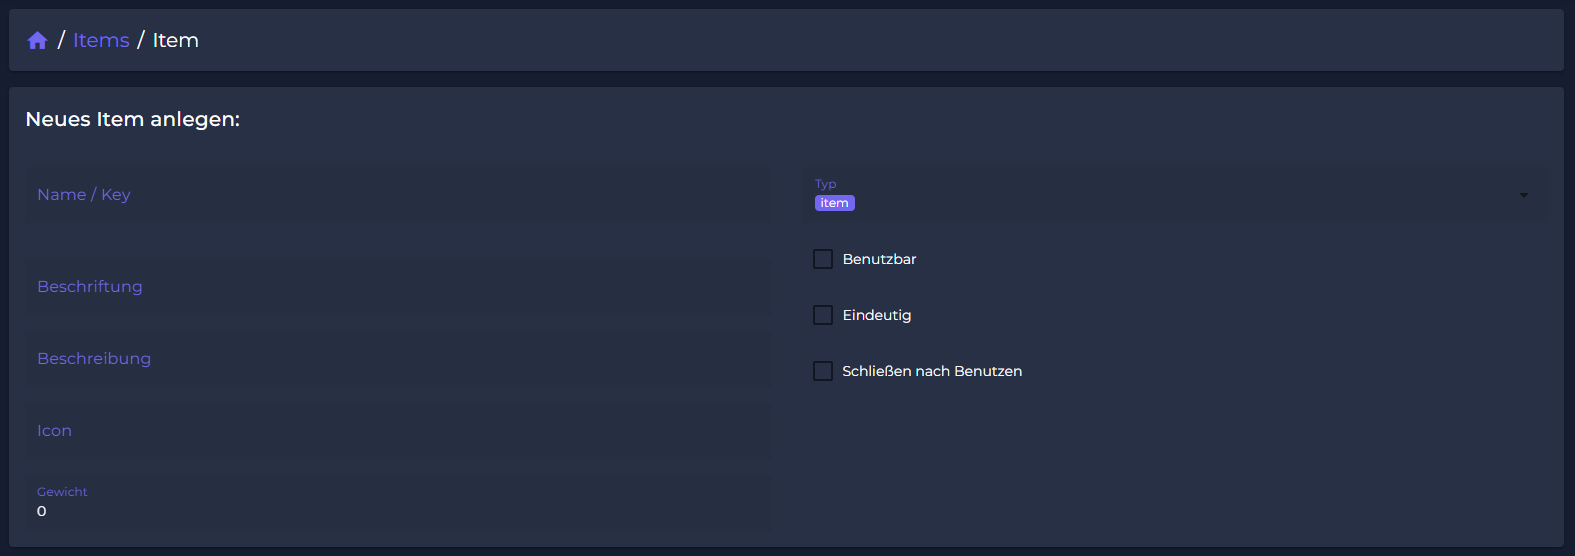 / Items / Item
Neues Item anlegen:
Name / Key
Beschriftung
Beschreibung
Icon
Gewicht
0
Typ
item
Benutzbar
Eindeutig
Schließen nach Benutzen